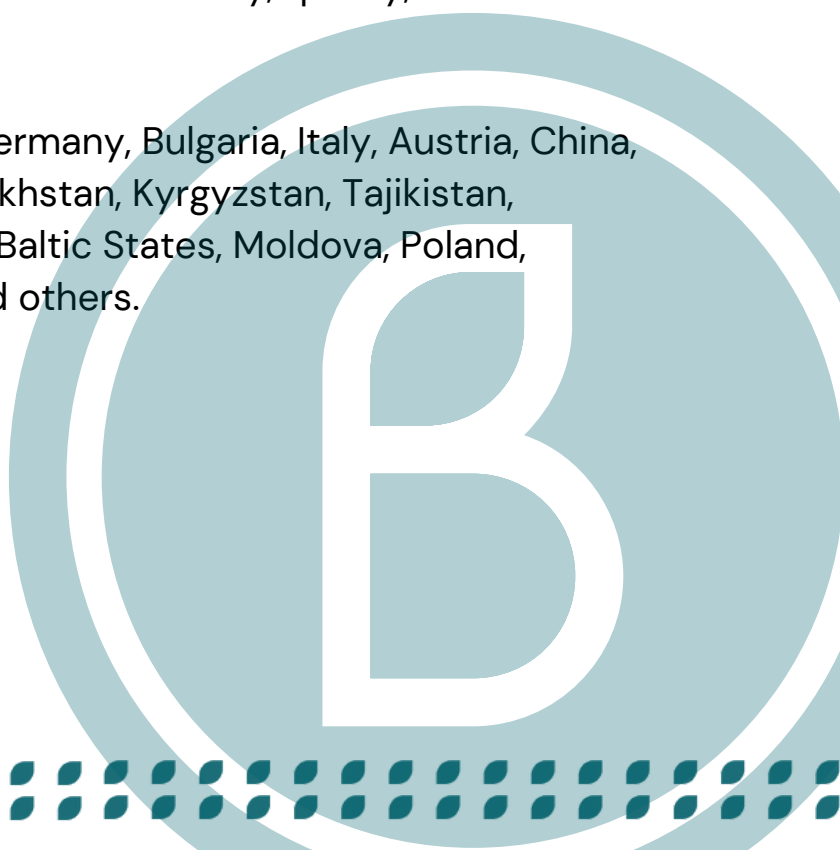 ermany, Bulgaria, Italy, Austria, China,
khstan, Kyrgyzstan, Tajikistan,
Baltic States, Moldova, Poland,
d others.
B